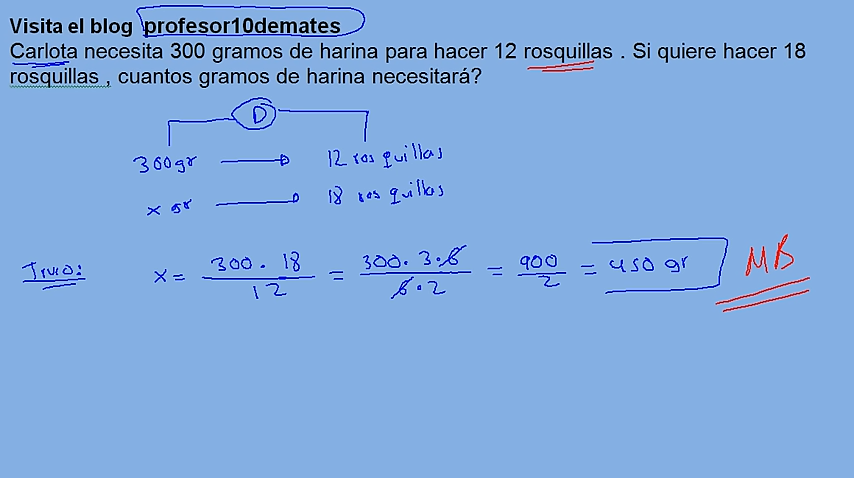 Visita el blog profesor10demates
Carlota necesita 300 gramos de harina para hacer 12 rosquillas . Si quiere hacer 18
rosquillas , cuantos gramos de harina necesitará?
D
300gr 12 rosquillas
x gr 18 rosquillas
Truco: x = 300 · 18 / 12 = 300 · 3 · 6 / 6 · 2 = 900 / 2 = 450 gr MB